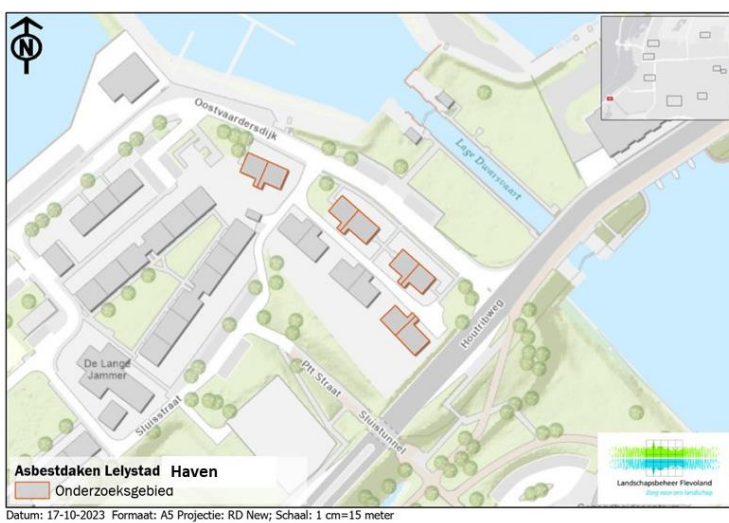 N
Oostvaardersdijk
Lage Dwarsvaart
Houtribweg
De Lange
Jammer
Sluisstraat
Ptt Straat
Sluistunnel
Asbestdaken Lelystad Haven
Onderzoeksgebied
Landschapsbeheer Flevoland
Zorg voor ons landschap
Datum: 17-10-2023 Formaat: A5 Projectie: RD New; Schaal: 1 cm=15 meter